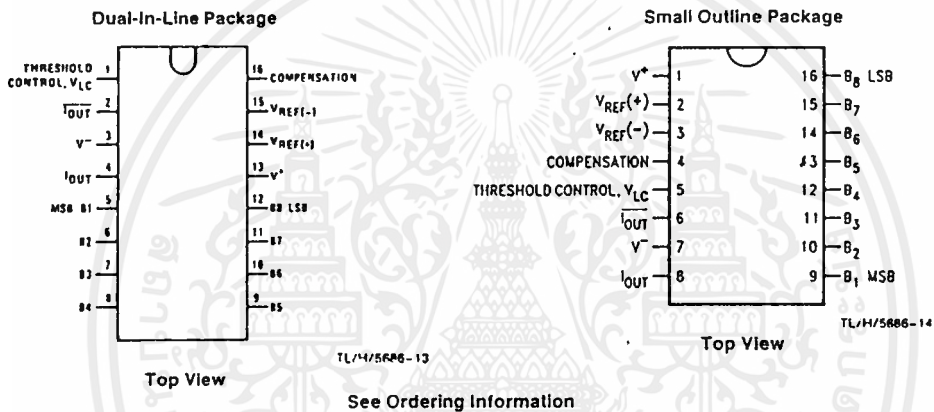 Dual-In-Line Package
THRESHOLD CONTROL, VLC 1
16 COMPENSATION
I̅O̅U̅T̅ 2
15 VREF(-)
V⁻ 3
14 VREF(+)
IOUT 4
13 V⁺
MSB B1 5
12 B8 LSB
B2 6
11 B7
B3 7
10 B6
B4 8
9 B5
TL/H/5686-13
Top View
Small Outline Package
V⁺ 1
16 B8 LSB
VREF(+) 2
15 B7
VREF(-) 3
14 B6
COMPENSATION 4
13 B5
THRESHOLD CONTROL, VLC 5
12 B4
I̅O̅U̅T̅ 6
11 B3
V⁻ 7
10 B2
IOUT 8
9 B1 MSB
TL/H/5686-14
Top View
See Ordering Information